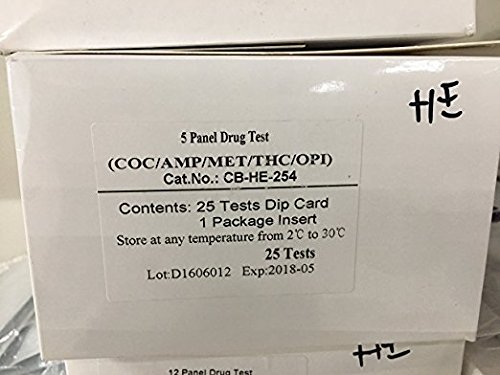 HE
5 Panel Drug Test
(COC/AMP/MET/THC/OPI)
Cat.No.: CB-HE-254
Contents: 25 Tests Dip Card
1 Package Insert
Store at any temperature from 2℃ to 30℃
25 Tests
Lot:D1606012 Exp:2018-05
HE
12 Panel Drug Test